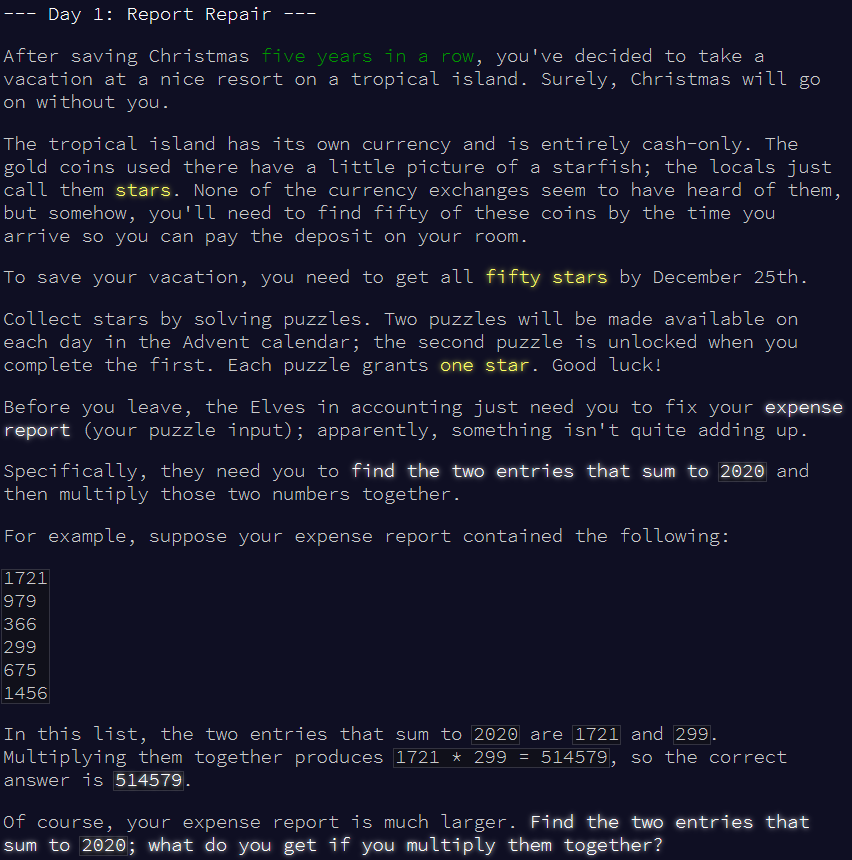 --- Day 1: Report Repair ---
After saving Christmas five years in a row, you've decided to take a
vacation at a nice resort on a tropical island. Surely, Christmas will go
on without you.
The tropical island has its own currency and is entirely cash-only. The
gold coins used there have a little picture of a starfish; the locals just
call them stars. None of the currency exchanges seem to have heard of them,
but somehow, you'll need to find fifty of these coins by the time you
arrive so you can pay the deposit on your room.
To save your vacation, you need to get all fifty stars by December 25th.
Collect stars by solving puzzles. Two puzzles will be made available on
each day in the Advent calendar; the second puzzle is unlocked when you
complete the first. Each puzzle grants one star. Good luck!
Before you leave, the Elves in accounting just need you to fix your expense
report (your puzzle input); apparently, something isn't quite adding up.
Specifically, they need you to find the two entries that sum to 2020 and
then multiply those two numbers together.
For example, suppose your expense report contained the following:
1721
979
366
299
675
1456
In this list, the two entries that sum to 2020 are 1721 and 299.
Multiplying them together produces 1721 * 299 = 514579, so the correct
answer is 514579.
Of course, your expense report is much larger. Find the two entries that
sum to 2020; what do you get if you multiply them together?